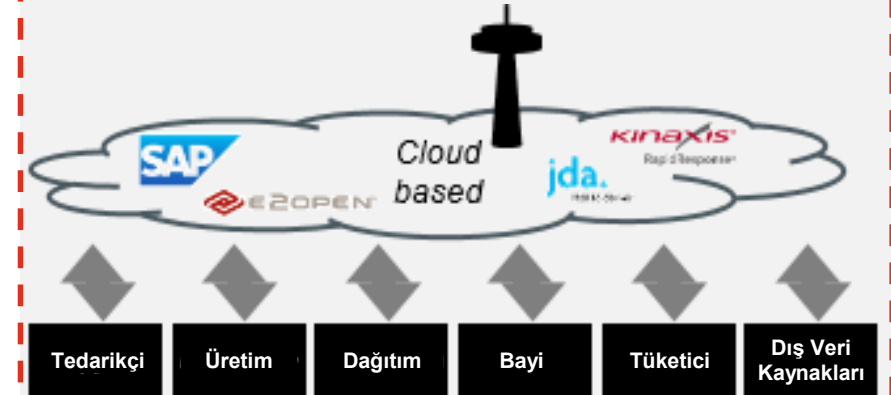 SAP
E2OPEN
Cloud
based
jda.
KINAXIS
RapidResponse
Tedarikçi
Üretim
Dağıtım
Bayi
Tüketici
Dış Veri
Kaynakları